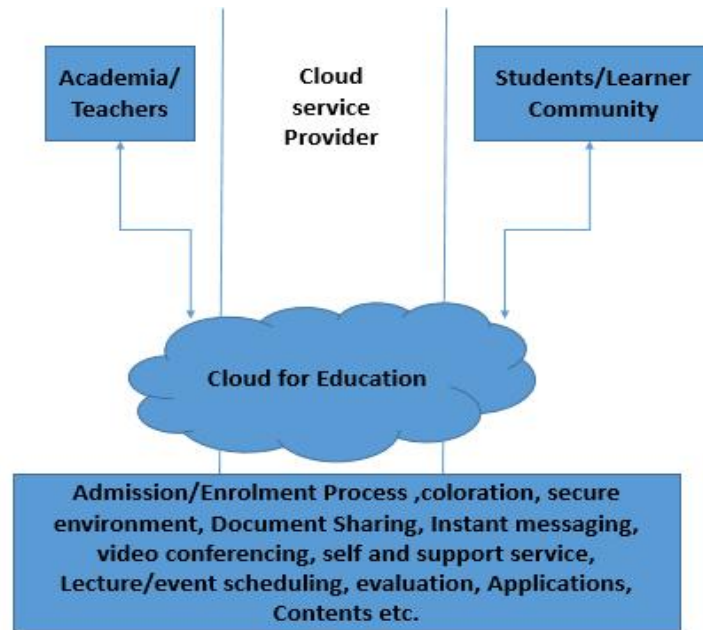 Academia/
Teachers
Cloud
service
Provider
Students/Learner
Community
Cloud for Education
Admission/Enrolment Process ,coloration, secure
environment, Document Sharing, Instant messaging,
video conferencing, self and support service,
Lecture/event scheduling, evaluation, Applications,
Contents etc.